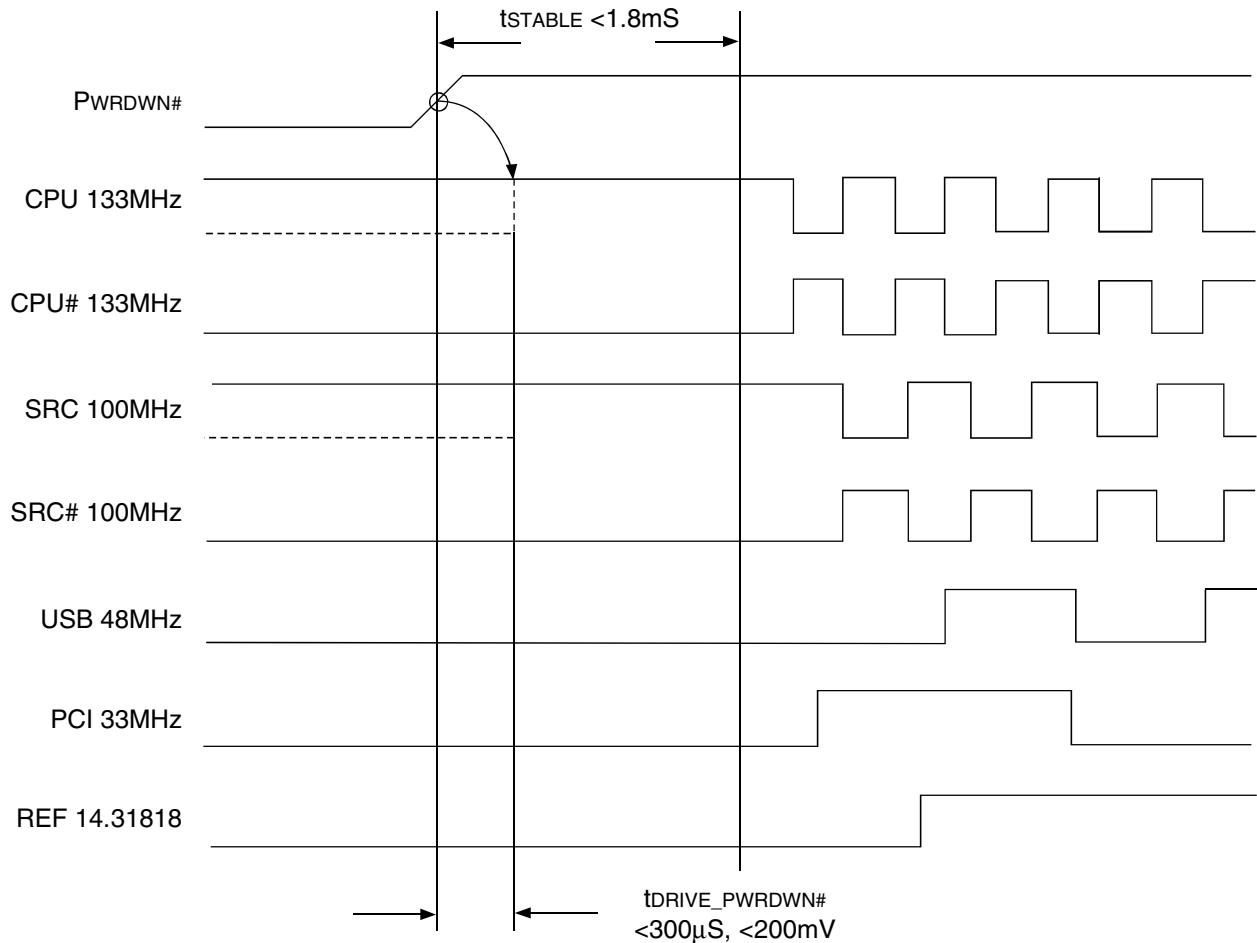 tSTABLE <1.8mS
PWRDWN#
CPU 133MHz
CPU# 133MHz
SRC 100MHz
SRC# 100MHz
USB 48MHz
PCI 33MHz
REF 14.31818
tDRIVE_PWRDWN#
<300μS, <200mV